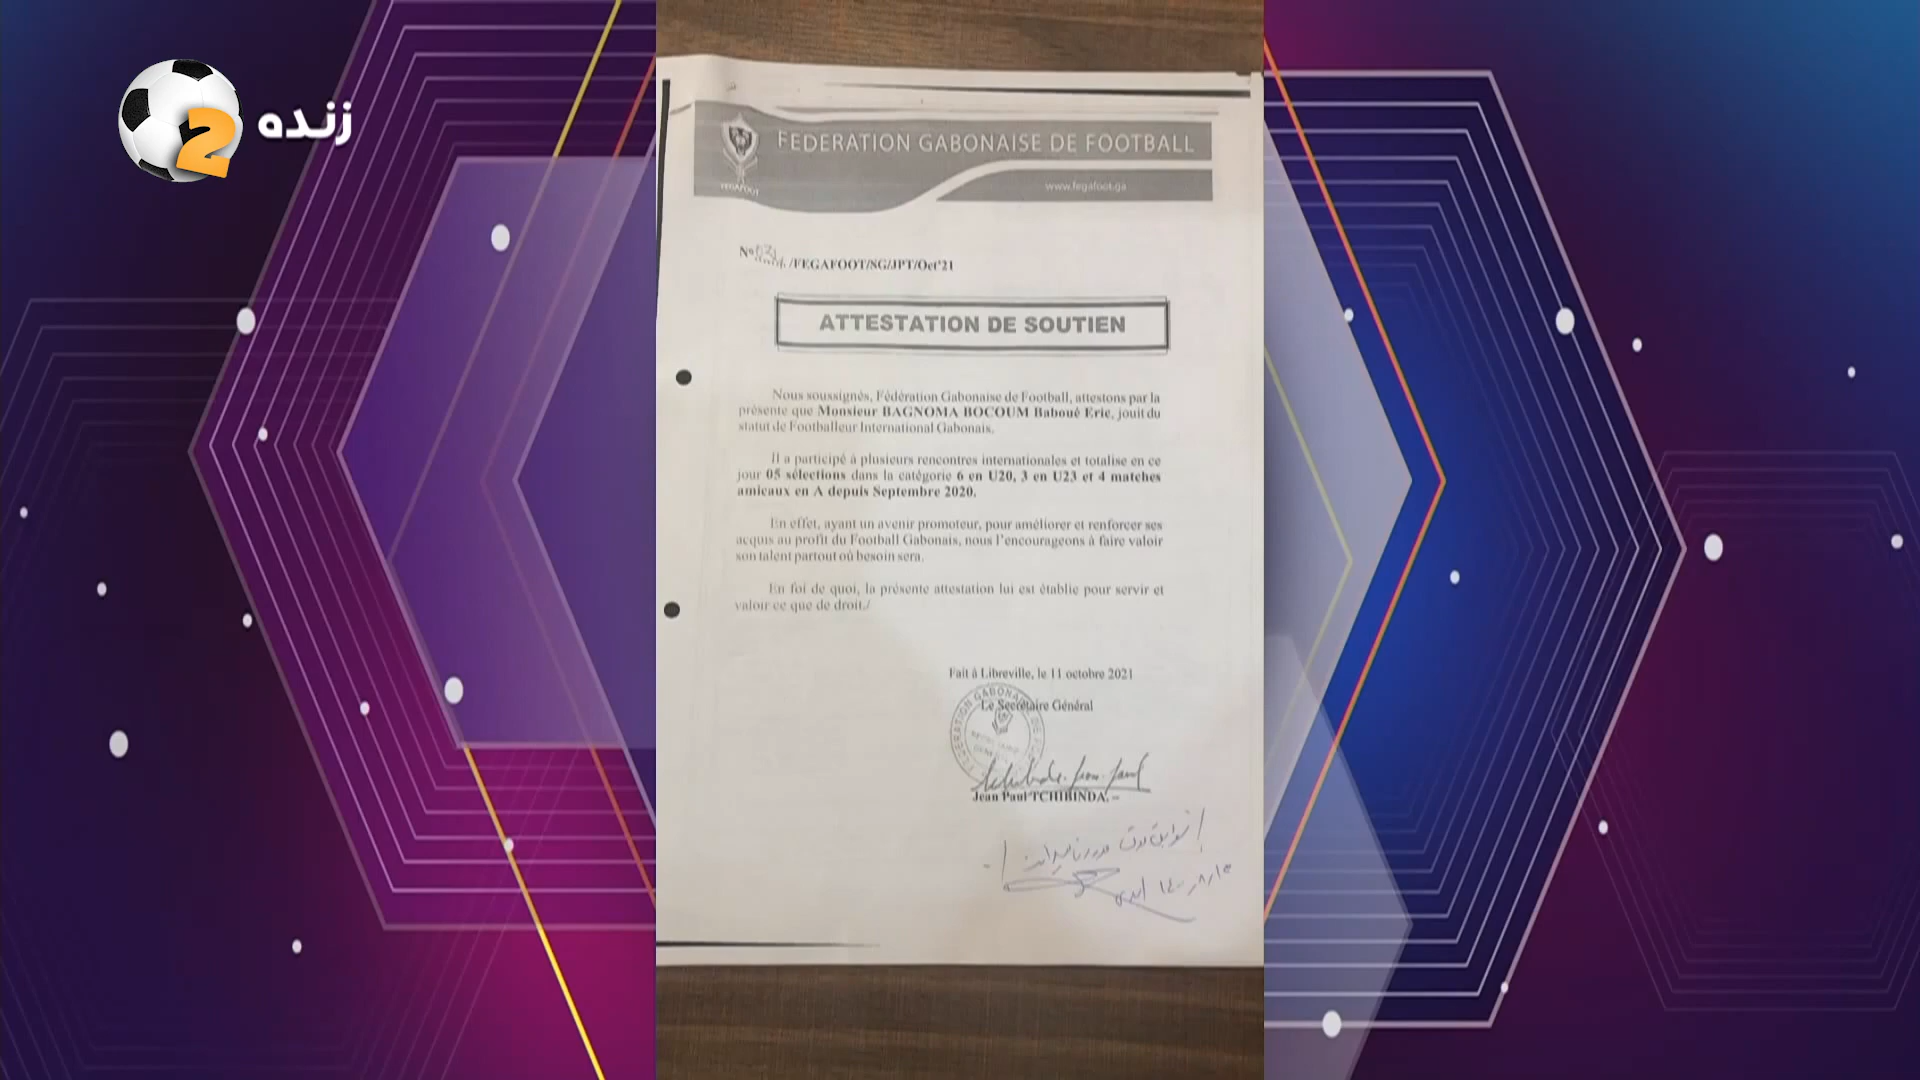 زنده
2
FEDERATION GABONAISE DE FOOTBALL
FEGAFOOT
www.fegafoot.ga
N° /FEGAFOOT/SG/JPT/Oct'21
ATTESTATION DE SOUTIEN
Nous soussignés, Fédération Gabonaise de Football, attestons par la
présente que Monsieur BAGNOMA BOCOUM Baboué Eric, jouit du
statut de Footballeur International Gabonais.
Il a participé à plusieurs rencontres internationales et totalise en ce
jour 05 sélections dans la catégorie 6 en U20, 3 en U23 et 4 matches
amicaux en A depuis Septembre 2020.
En effet, ayant un avenir promoteur, pour améliorer et renforcer ses
acquis au profit du Football Gabonais, nous l'encourageons à faire valoir
son talent partout où besoin sera.
En foi de quoi, la présente attestation lui est établie pour servir et
valoir ce que de droit./
Fait à Libreville, le 11 octobre 2021
Le Secrétaire Général
Jean Paul TCHIBINDA.–